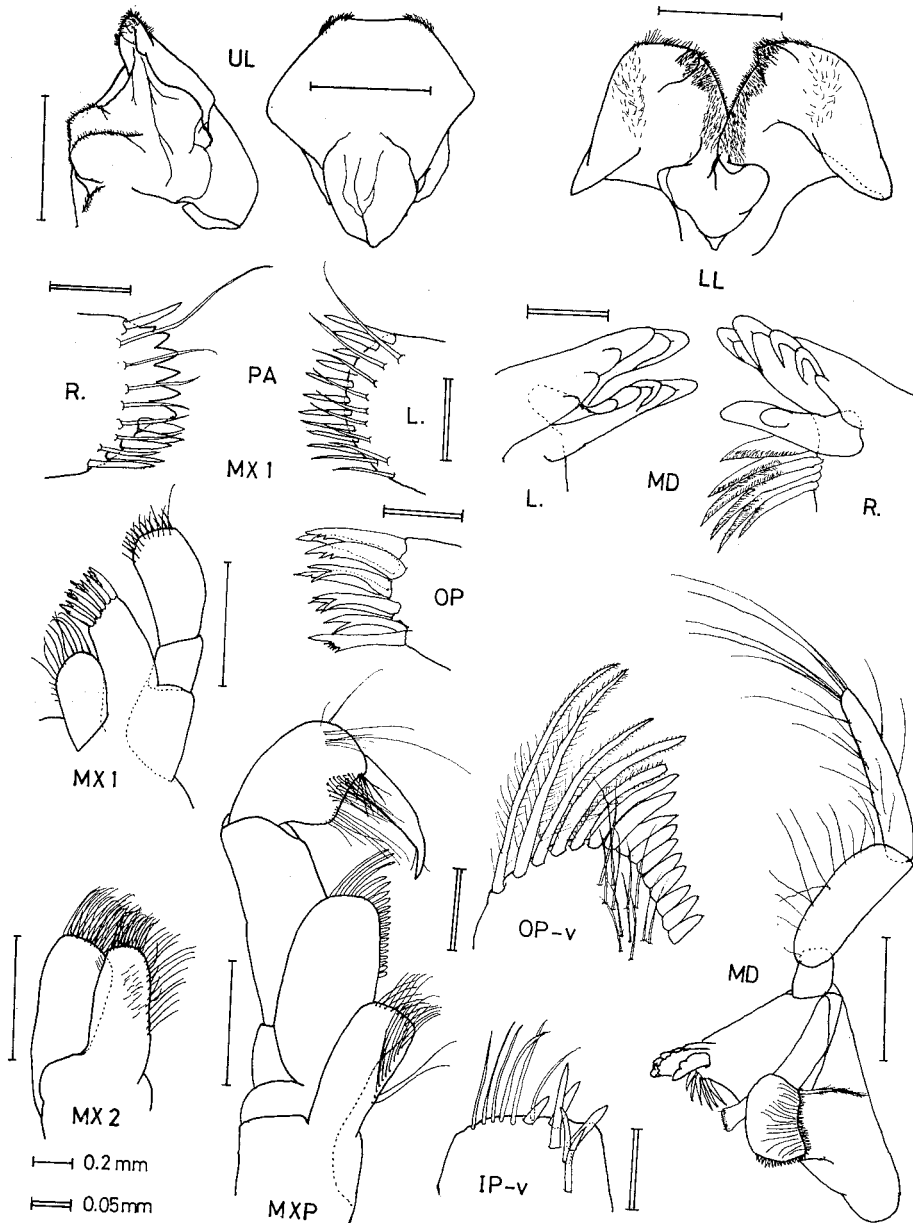 UL
LL
R.
PA
L.
MX 1
L.
MD
R.
OP
MX 1
OP-v
MD
MX 2
0.2 mm
0.05mm
MXP
IP-v